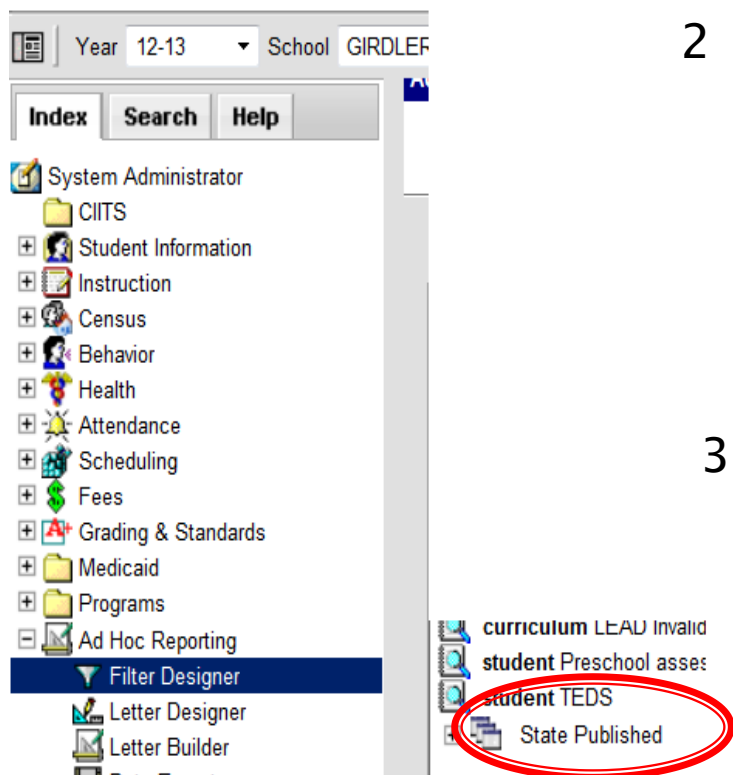 Year 12-13 School GIRDLER
2
Index Search Help
System Administrator
CIITS
Student Information
Instruction
Census
Behavior
Health
Attendance
Scheduling
3
Fees
Grading & Standards
Medicaid
Programs
Ad Hoc Reporting
Filter Designer
Letter Designer
Letter Builder
curriculum LEAD Invalid
student Preschool asses
student TEDS
State Published